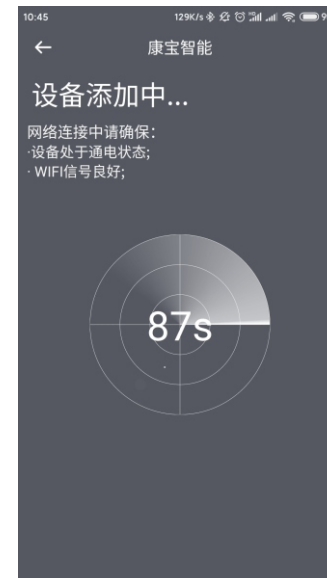 10:45
129K/s
9
康宝智能
设备添加中...
网络连接中请确保：
·设备处于通电状态;
· WIFI信号良好;
87s